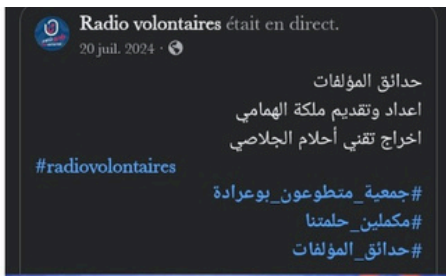 Radio volontaires était en direct.
20 juil. 2024 ·
حدائق المؤلفات
اعداد وتقديم ملكة الهمامي
اخراج تقني أحلام الجلاصي
#radiovolontaires
#جمعية_متطوعون_بوعرادة
#مكملين_حلمتنا
#حدائق_المؤلفات